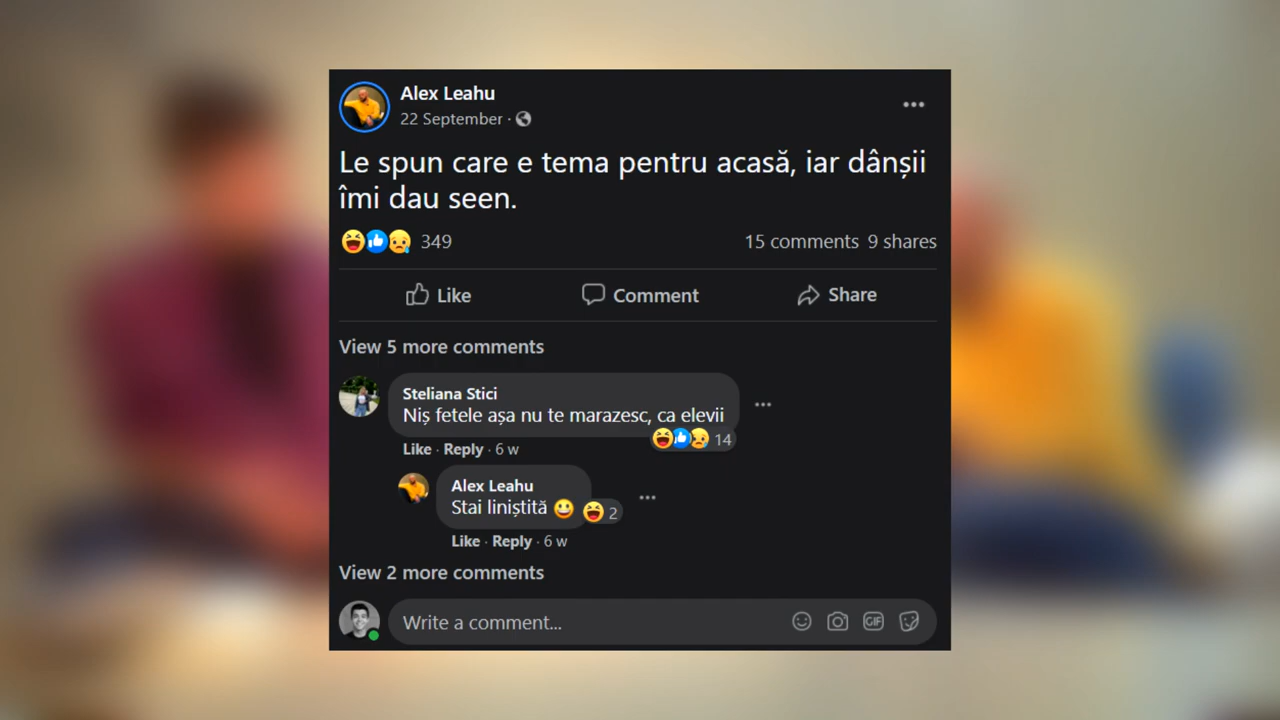 Alex Leahu
22 September ·
Le spun care e tema pentru acasă, iar dânșii
îmi dau seen.
349
15 comments 9 shares
Like
Comment
Share
View 5 more comments
Steliana Stici
Niș fetele așa nu te marazesc, ca elevii
14
Like · Reply · 6 w
Alex Leahu
Stai liniștită
2
Like · Reply · 6 w
View 2 more comments
Write a comment...
GIF